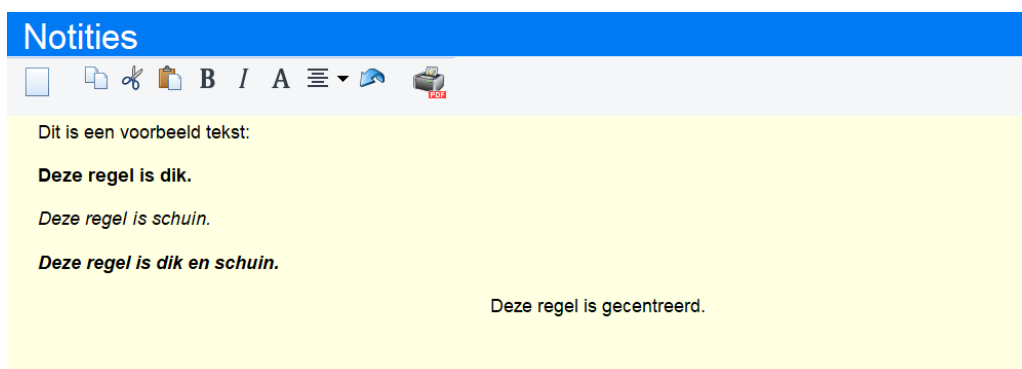 Notities
B I A
PDF
Dit is een voorbeeld tekst:
Deze regel is dik.
Deze regel is schuin.
Deze regel is dik en schuin.
Deze regel is gecentreerd.